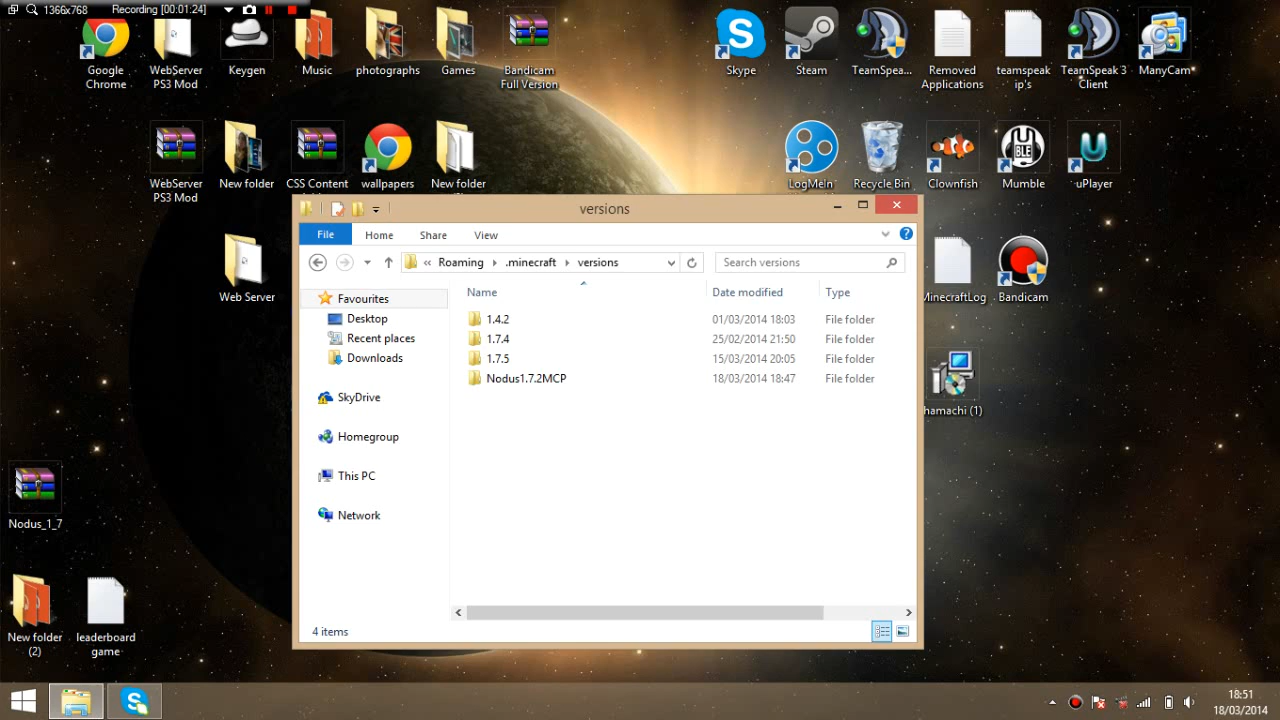 1366x768 Recording [00:01:24]
Google Chrome
WebServer PS3 Mod
Keygen
Music
photographs
Games
Bandicam Full Version
Skype
Steam
TeamSpea...
Removed Applications
teamspeak ip's
TeamSpeak 3 Client
ManyCam
WebServer PS3 Mod
New folder
CSS Content
wallpapers
New folder
LogMeIn
Recycle Bin
Clownfish
Mumble
uPlayer
Web Server
MinecraftLog
Bandicam
hamachi (1)
Nodus_1_7
New folder (2)
leaderboard game
versions
File Home Share View
« Roaming .minecraft versions
Search versions
Name Date modified Type
1.4.2 01/03/2014 18:03 File folder
1.7.4 25/02/2014 21:50 File folder
1.7.5 15/03/2014 20:05 File folder
Nodus1.7.2MCP 18/03/2014 18:47 File folder
Favourites
Desktop
Recent places
Downloads
SkyDrive
Homegroup
This PC
Network
4 items
18:51
18/03/2014